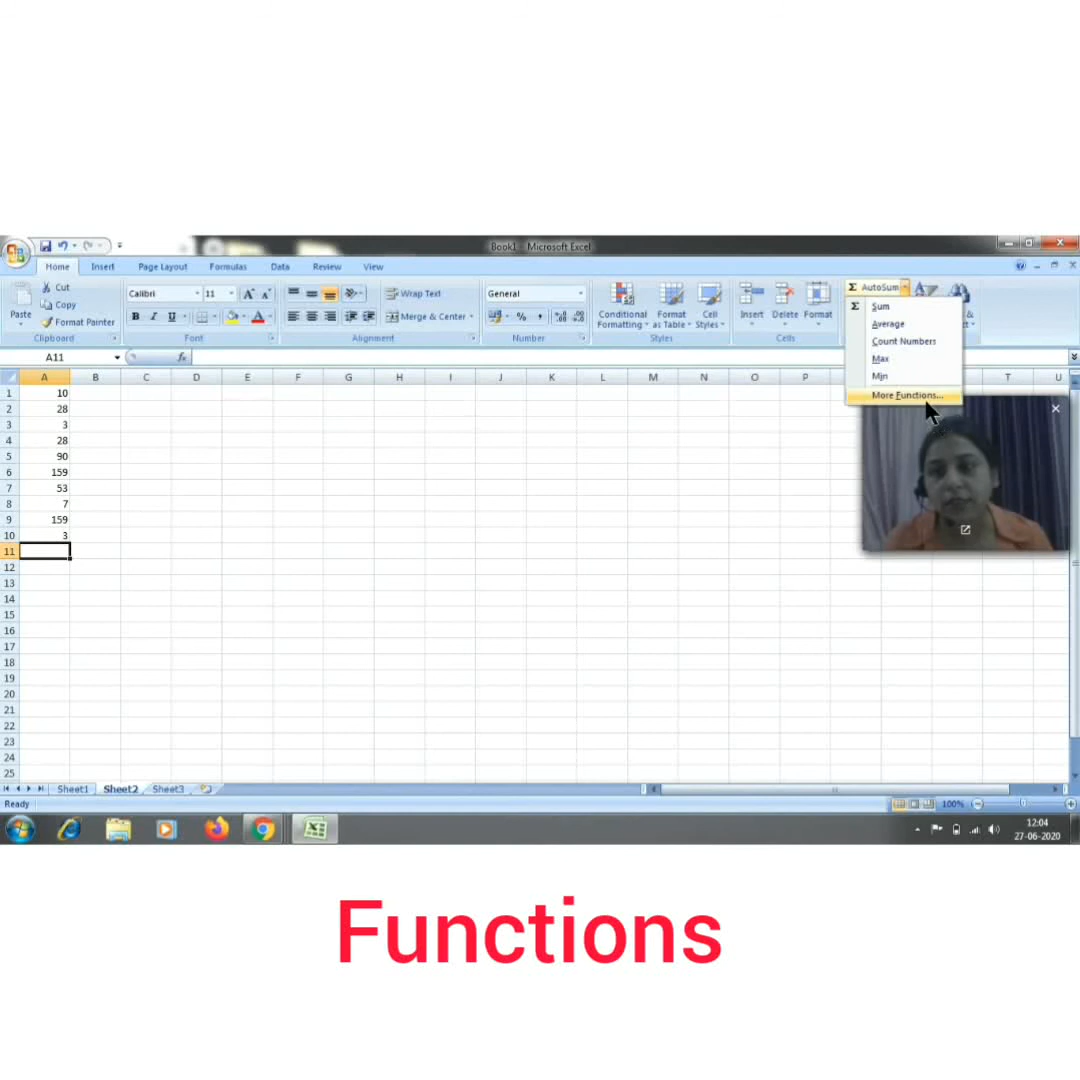 Book1 - Microsoft Excel
Home Insert Page Layout Formulas Data Review View
Paste
Cut
Copy
Format Painter
Clipboard
Calibri 11
B I U
Font
Wrap Text
Merge & Center
Alignment
General
%
Number
Conditional Formatting
Format as Table
Cell Styles
Styles
Insert Delete Format
Cells
Σ AutoSum
Σ Sum
Average
Count Numbers
Max
Min
More Functions...
A11 fx
A B C D E F G H I J K L M N O P T U
1 10
2 28
3 3
4 28
5 90
6 159
7 53
8 7
9 159
10 3
11
12
13
14
15
16
17
18
19
20
21
22
23
24
25
Sheet1 Sheet2 Sheet3
Ready 100%
12:04
27-06-2020
Functions